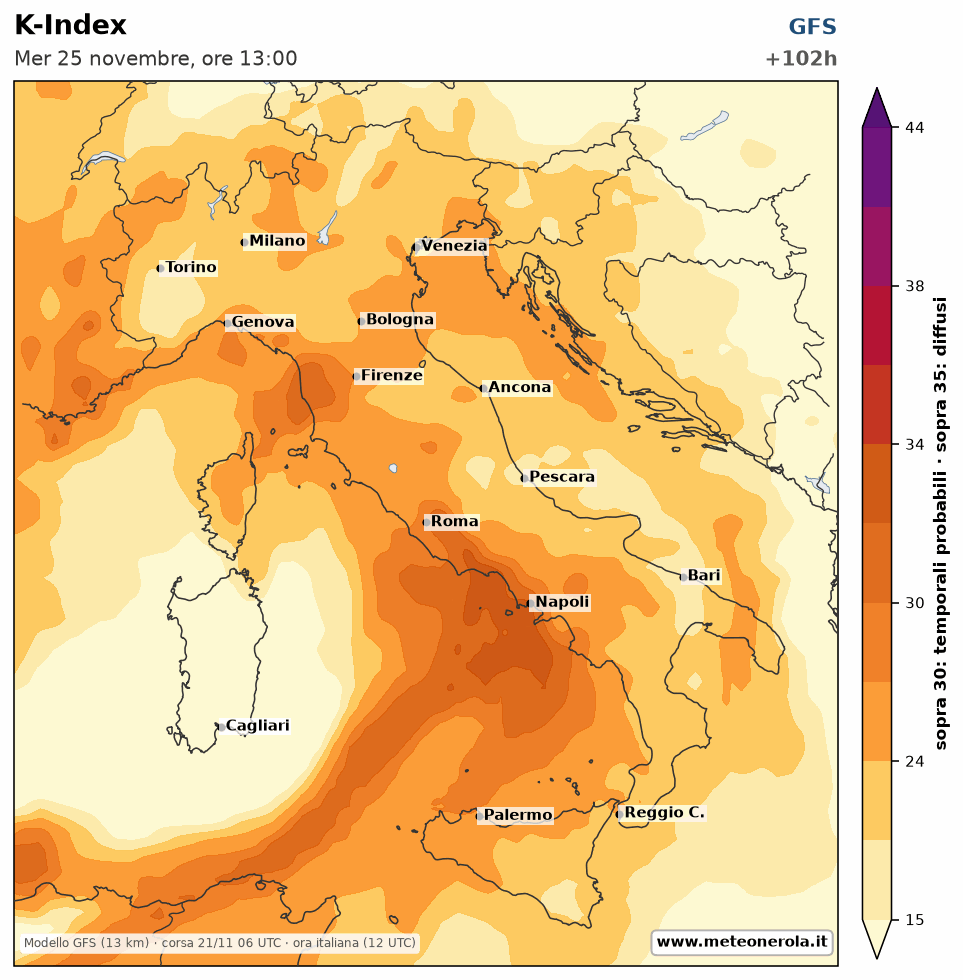 K-Index
GFS
Mer 25 novembre, ore 13:00
+102h
44
38
34
30
24
15
sopra 30: temporali probabili · sopra 35: diffusi
Milano
Venezia
Torino
Genova
Bologna
Firenze
Ancona
Pescara
Roma
Bari
Napoli
Cagliari
Palermo
Reggio C.
Modello GFS (13 km) · corsa 21/11 06 UTC · ora italiana (12 UTC)
www.meteonerola.it